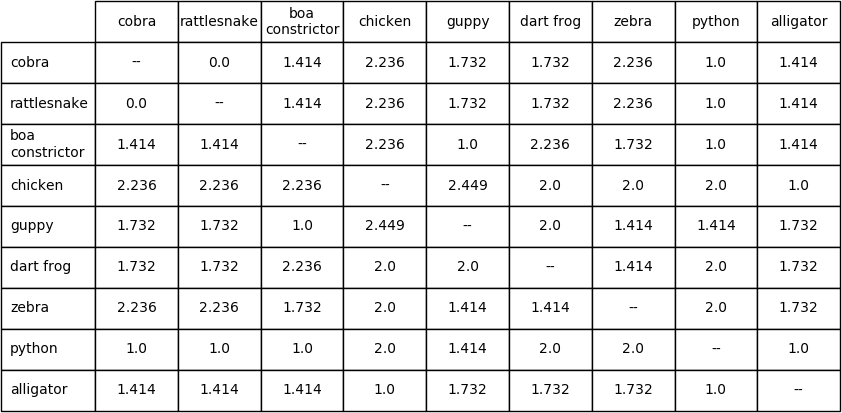 cobra rattlesnake boa constrictor chicken guppy dart frog zebra python alligator
cobra -- 0.0 1.414 2.236 1.732 1.732 2.236 1.0 1.414
rattlesnake 0.0 -- 1.414 2.236 1.732 1.732 2.236 1.0 1.414
boa constrictor 1.414 1.414 -- 2.236 1.0 2.236 1.732 1.0 1.414
chicken 2.236 2.236 2.236 -- 2.449 2.0 2.0 2.0 1.0
guppy 1.732 1.732 1.0 2.449 -- 2.0 1.414 1.414 1.732
dart frog 1.732 1.732 2.236 2.0 2.0 -- 1.414 2.0 1.732
zebra 2.236 2.236 1.732 2.0 1.414 1.414 -- 2.0 1.732
python 1.0 1.0 1.0 2.0 1.414 2.0 2.0 -- 1.0
alligator 1.414 1.414 1.414 1.0 1.732 1.732 1.732 1.0 --